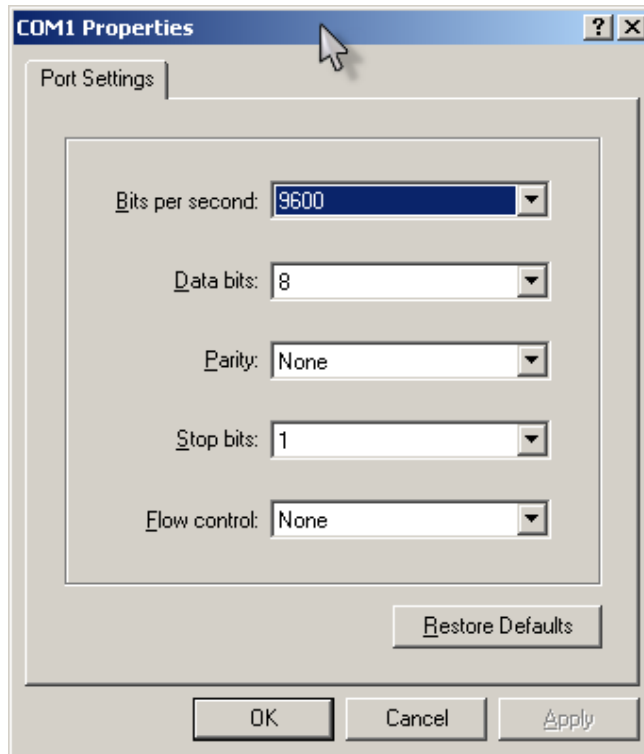 COM1 Properties
Port Settings
Bits per second: 9600
Data bits: 8
Parity: None
Stop bits: 1
Flow control: None
Restore Defaults
OK Cancel Apply